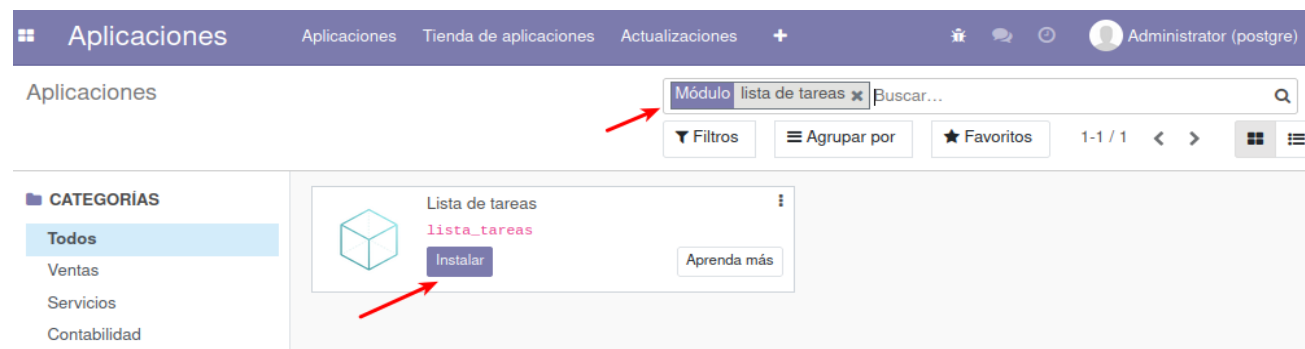 Aplicaciones Aplicaciones Tienda de aplicaciones Actualizaciones + Administrator (postgre)
Aplicaciones
Módulo lista de tareas × Buscar...
Filtros Agrupar por Favoritos 1-1 / 1
CATEGORÍAS
Todos
Ventas
Servicios
Contabilidad
Lista de tareas
lista_tareas
Instalar Aprenda más